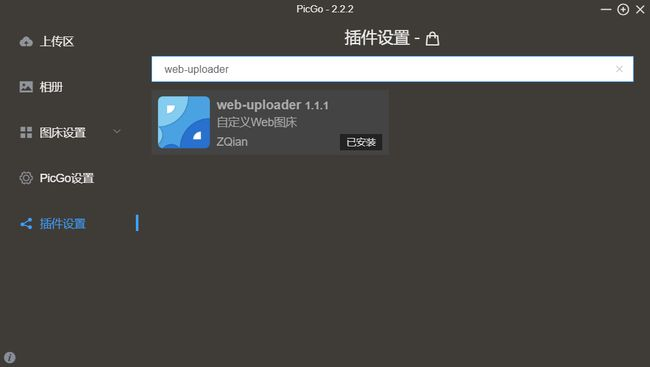 PicGo - 2.2.2
上传区
相册
图床设置
PicGo设置
插件设置
插件设置 -
web-uploader
web-uploader 1.1.1
自定义Web图床
ZQian
已安装